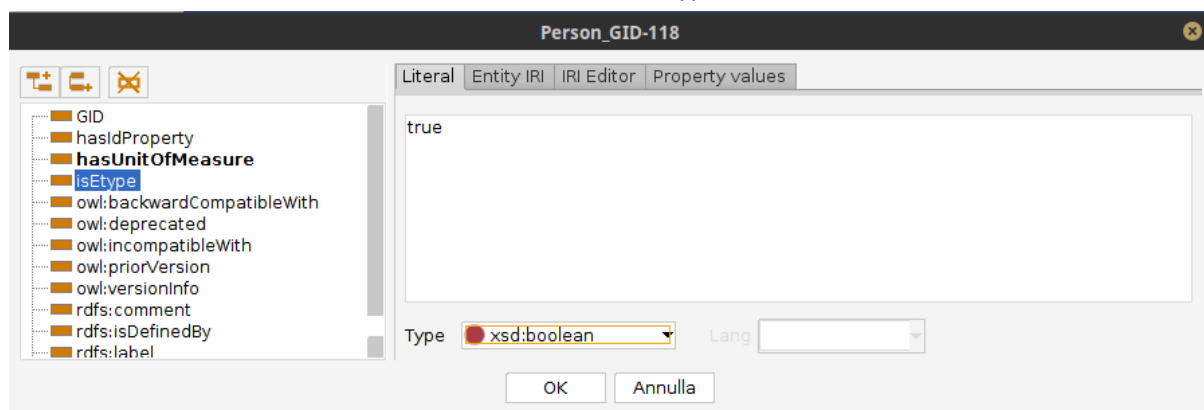 Person_GID-118
Literal Entity IRI IRI Editor Property values
GID
hasIdProperty
hasUnitOfMeasure
isEtype
owl:backwardCompatibleWith
owl:deprecated
owl:incompatibleWith
owl:priorVersion
owl:versionInfo
rdfs:comment
rdfs:isDefinedBy
rdfs:label
true
Type xsd:boolean Lang
OK Annulla